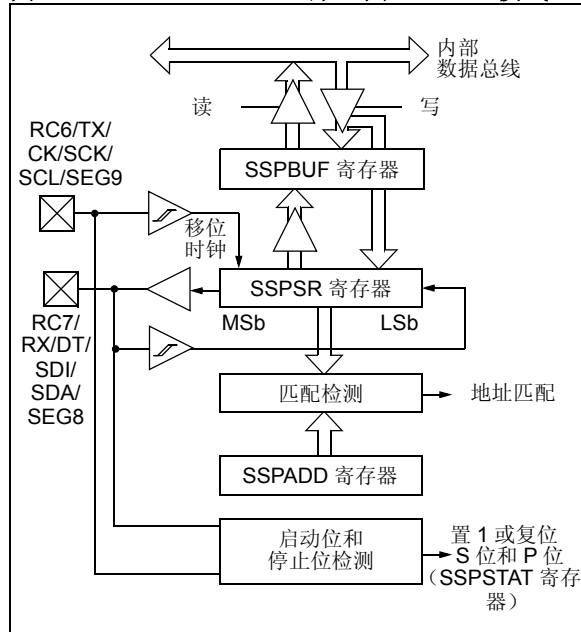 内部
数据总线
读
写
RC6/TX/
CK/SCK/
SCL/SEG9
SSPBUF 寄存器
移位
时钟
SSPSR 寄存器
MSb
LSb
RC7/
RX/DT/
SDI/
SDA/
SEG8
匹配检测
地址匹配
SSPADD 寄存器
启动位和
停止位检测
置 1 或复位
S 位和 P 位
（SSPSTAT 寄存
器）